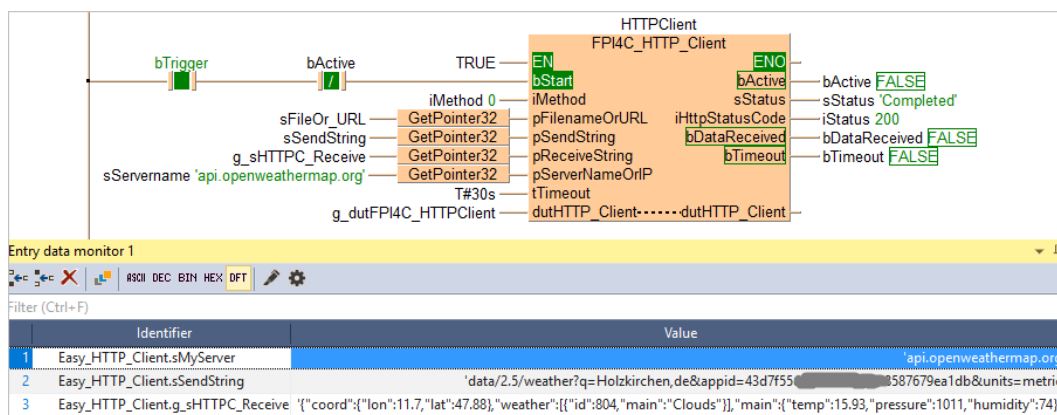 HTTPClient
FPI4C_HTTP_Client
bTrigger bActive TRUE EN ENO
/ bStart bActive bActive FALSE
iMethod 0 iMethod sStatus sStatus 'Completed'
sFileOr_URL GetPointer32 pFilenameOrURL iHttpStatusCode iStatus 200
sSendString GetPointer32 pSendString bDataReceived bDataReceived FALSE
g_sHTTPC_Receive GetPointer32 pReceiveString bTimeout bTimeout FALSE
sServername 'api.openweathermap.org' GetPointer32 pServerNameOrIP
T#30s tTimeout
g_dutFPI4C_HTTPClient dutHTTP_Client dutHTTP_Client
Entry data monitor 1
ASCII DEC BIN HEX DFT
Filter (Ctrl+F)
Identifier Value
1 Easy_HTTP_Client.sMyServer 'api.openweathermap.org
2 Easy_HTTP_Client.sSendString 'data/2.5/weather?q=Holzkirchen,de&appid=43d7f55 8587679ea1db&units=metric
3 Easy_HTTP_Client.g_sHTTPC_Receive '{"coord":{"lon":11.7,"lat":47.88},"weather":[{"id":804,"main":"Clouds"}],"main":{"temp":15.93,"pressure":1011,"humidity":74}